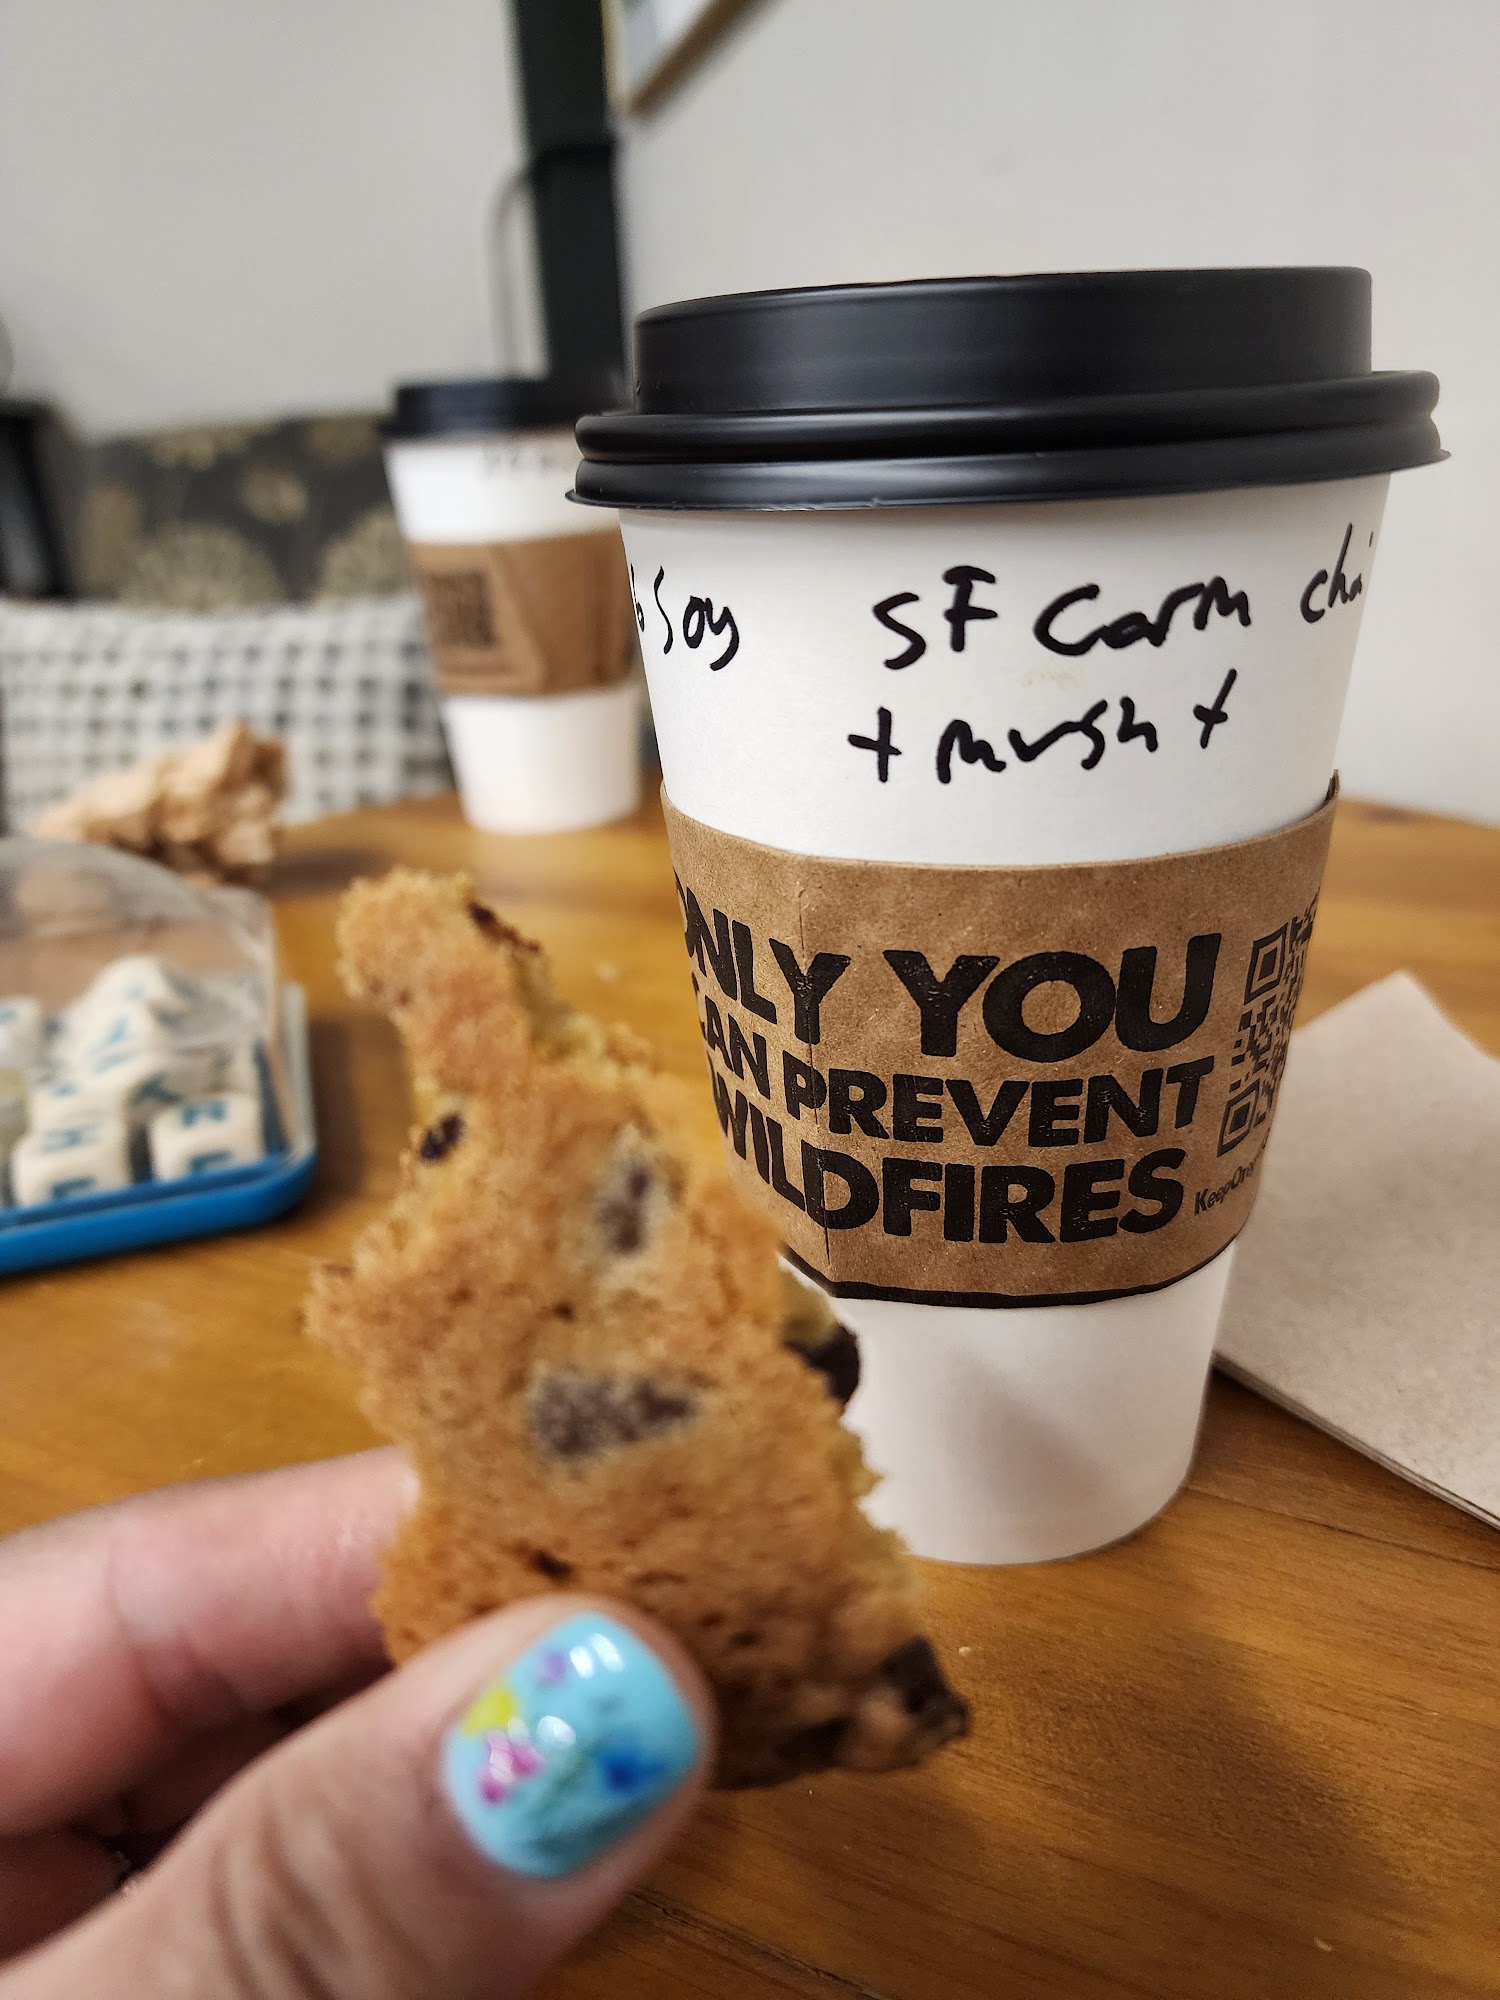 Soy SF Carm chai
+ mush +
ONLY YOU
CAN PREVENT
WILDFIRES